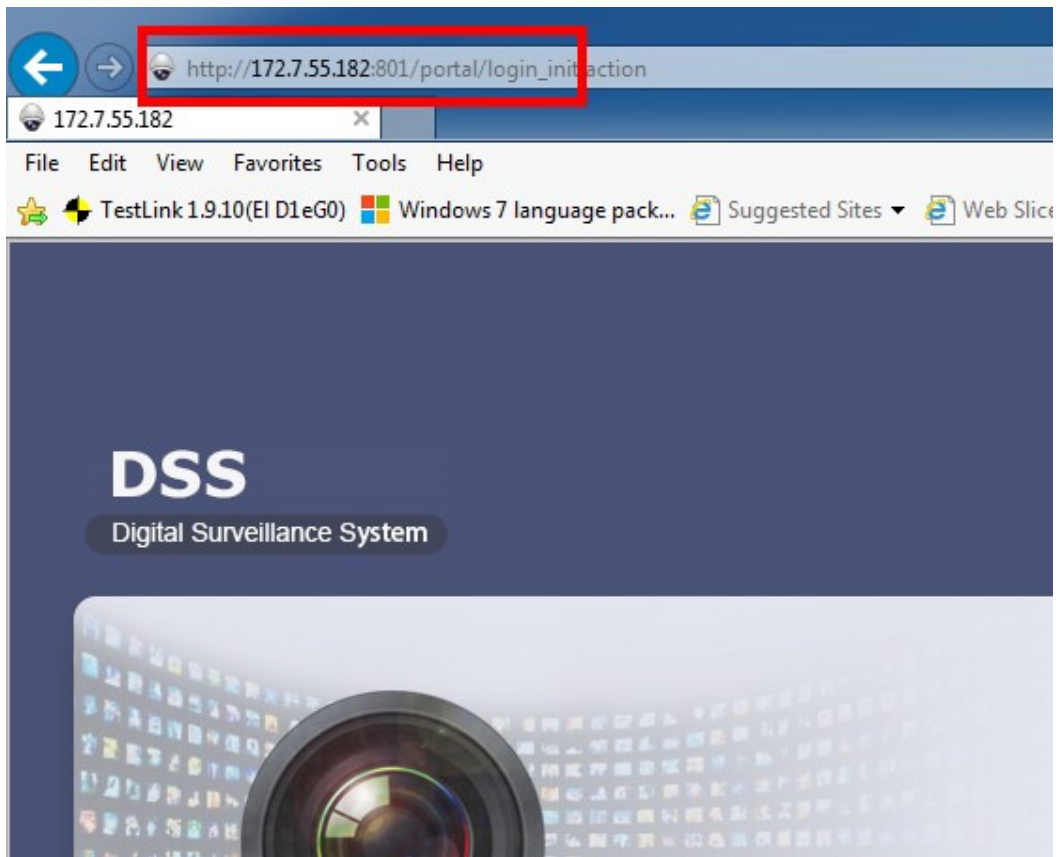 http://172.7.55.182:801/portal/login_init.action
172.7.55.182
File Edit View Favorites Tools Help
TestLink 1.9.10(El D1eG0) Windows 7 language pack... Suggested Sites Web Slice
DSS
Digital Surveillance System